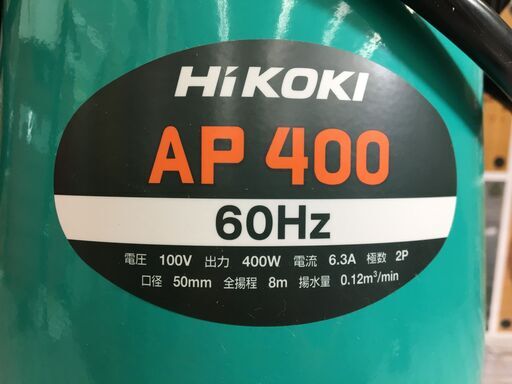 HiKOKI
AP 400
60Hz
電圧 100V 出力 400W 電流 6.3A 極数 2P
口径 50mm 全揚程 8m 揚水量 0.12m³/min